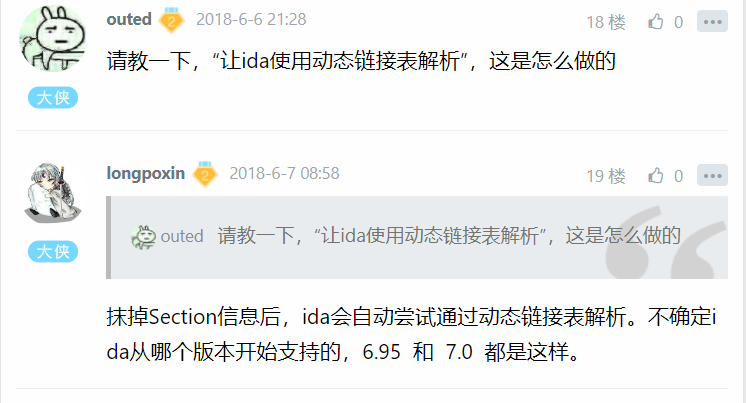 outed 2 2018-6-6 21:28 18 楼 0
请教一下，“让ida使用动态链接表解析”，这是怎么做的
大侠
longpoxin 2 2018-6-7 08:58 19 楼 0
大侠
outed 请教一下，“让ida使用动态链接表解析”，这是怎么做的
抹掉Section信息后，ida会自动尝试通过动态链接表解析。不确定i
da从哪个版本开始支持的，6.95 和 7.0 都是这样。